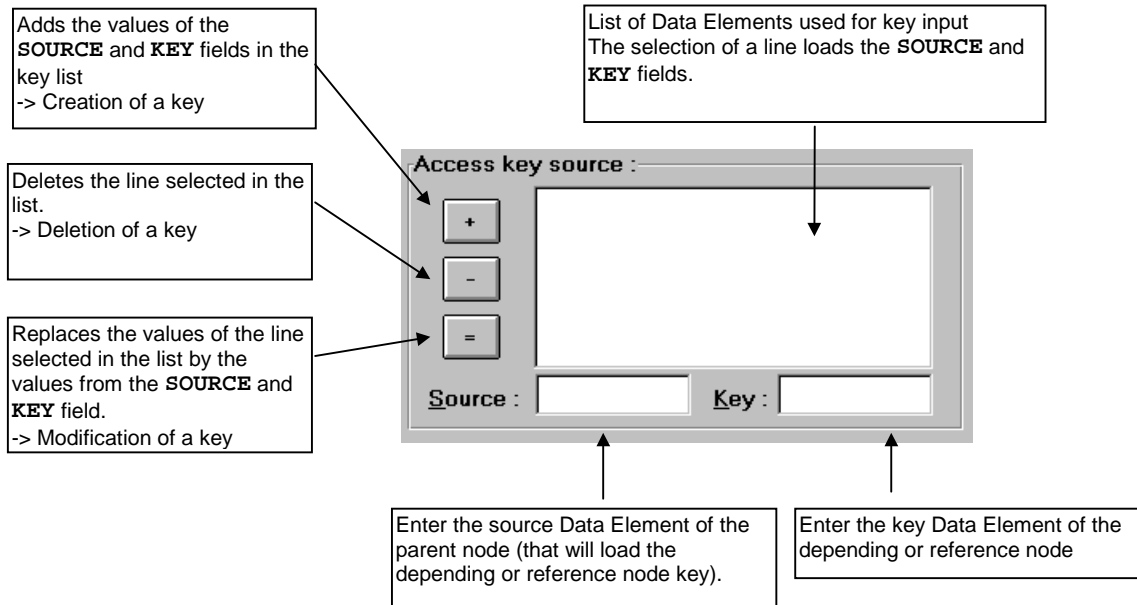 Adds the values of the
SOURCE and KEY fields in the
key list
-> Creation of a key
List of Data Elements used for key input
The selection of a line loads the SOURCE and
KEY fields.
Deletes the line selected in the
list.
-> Deletion of a key
Replaces the values of the line
selected in the list by the
values from the SOURCE and
KEY field.
-> Modification of a key
Access key source :
+
-
=
Source :
Key :
Enter the source Data Element of the
parent node (that will load the
depending or reference node key).
Enter the key Data Element of the
depending or reference node